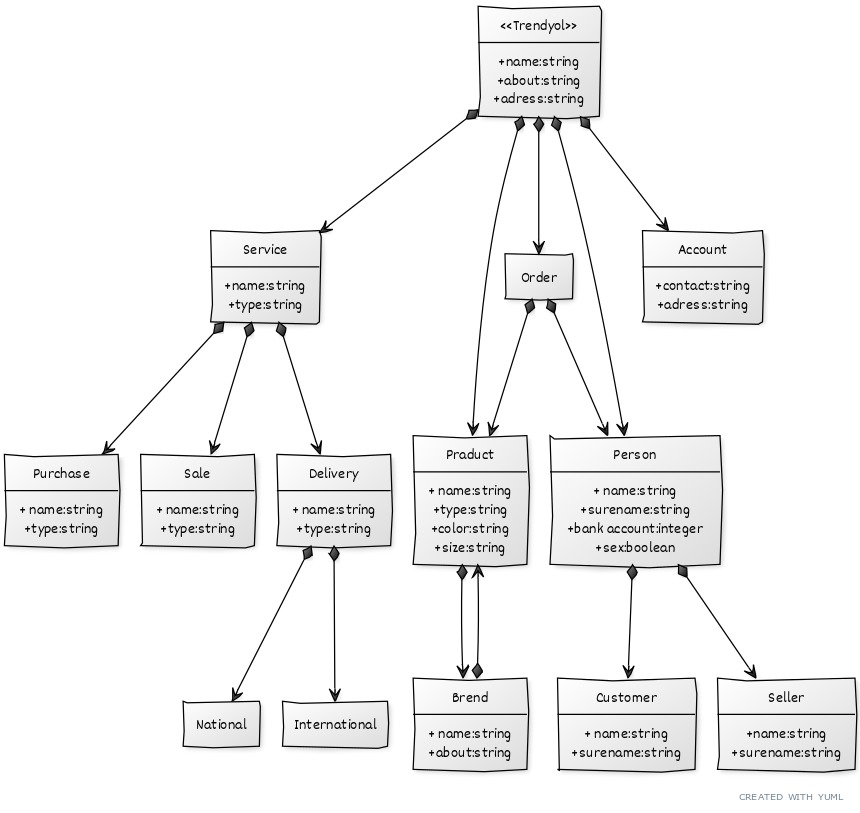 <<Trendyol>>
+name:string
+about:string
+adress:string
Service
+name:string
+type:string
Order
Account
+contact:string
+adress:string
Purchase
+ name:string
+type:string
Sale
+ name:string
+type:string
Delivery
+ name:string
+type:string
Praduct
+ name:string
+type:string
+color:string
+size:string
Person
+ name:string
+surename:string
+bank account:integer
+sex:boolean
National
International
Brend
+ name:string
+about:string
Customer
+ name:string
+surename:string
Seller
+name:string
+surename:string
CREATED WITH YUML